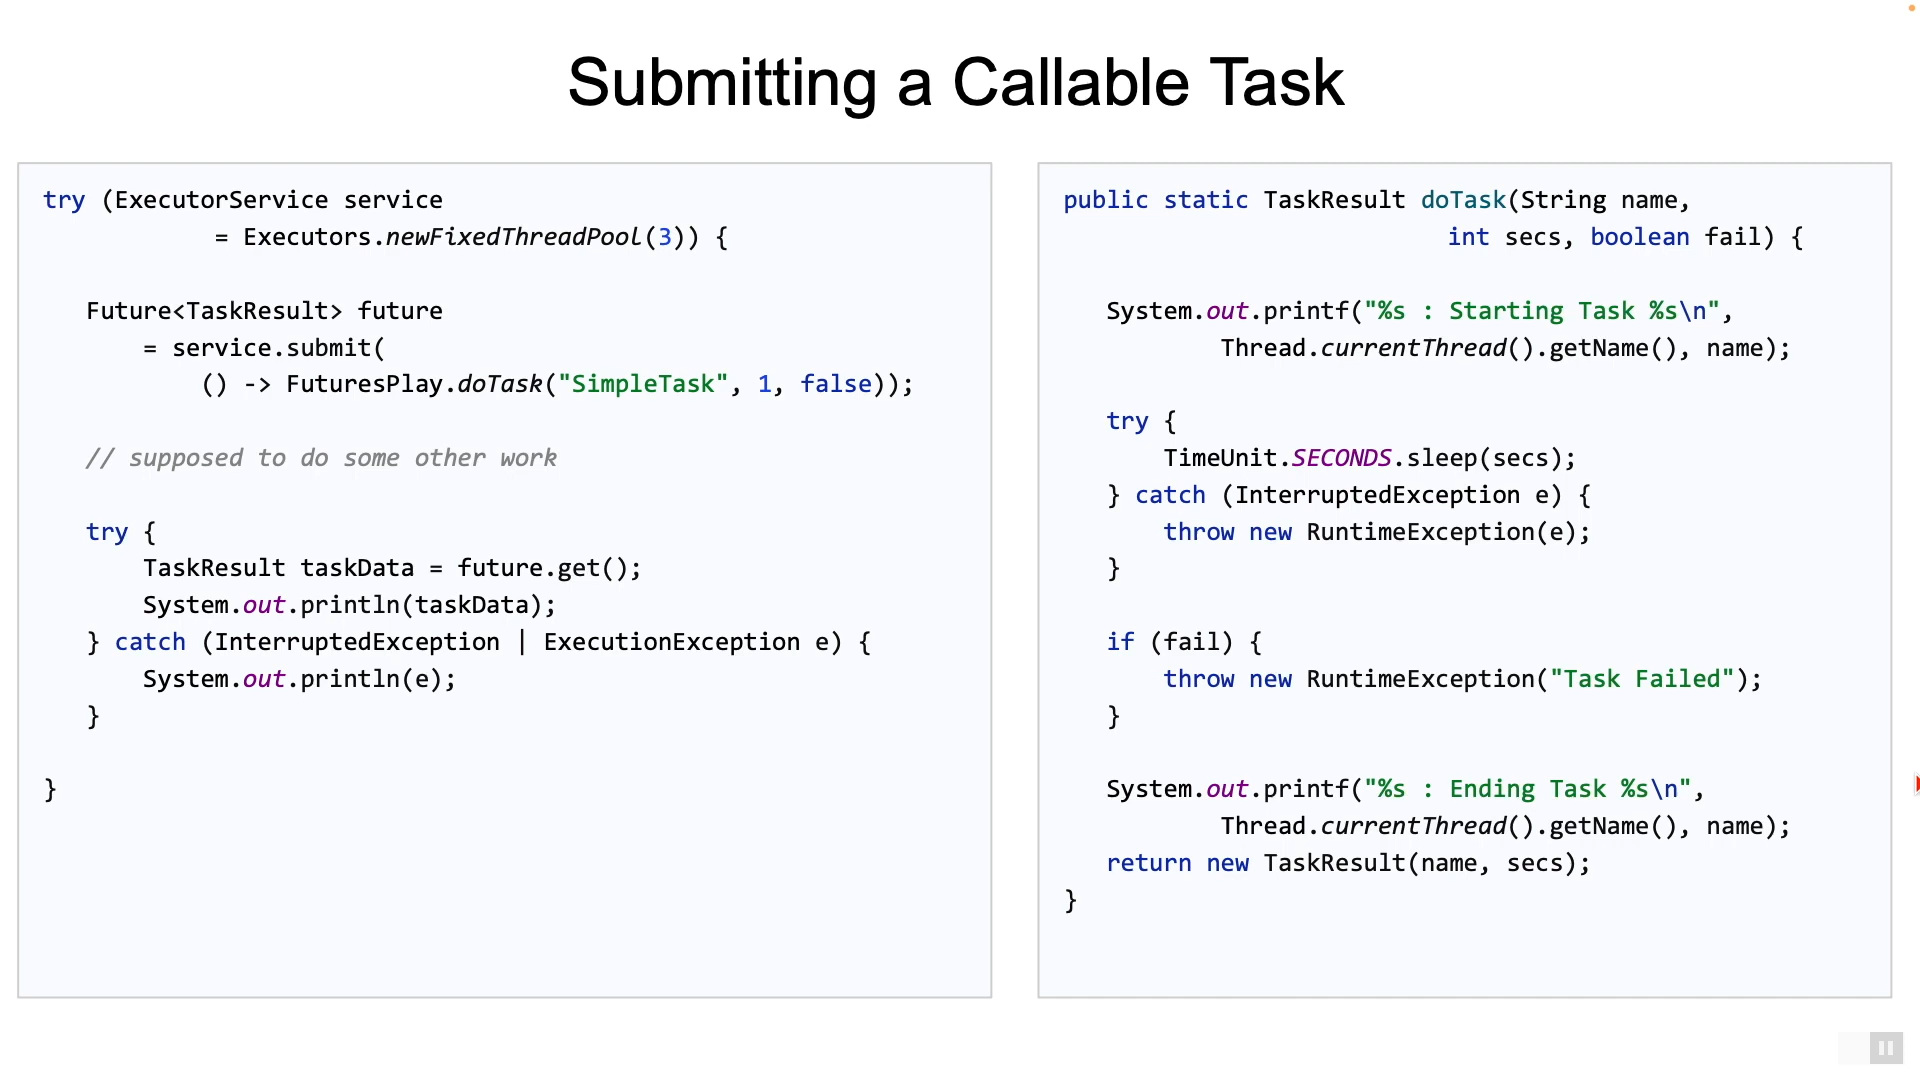 Submitting a Callable Task
try (ExecutorService service
= Executors.newFixedThreadPool(3)) {
Future<TaskResult> future
= service.submit(
() -> FuturesPlay.doTask("SimpleTask", 1, false));
// supposed to do some other work
try {
TaskResult taskData = future.get();
System.out.println(taskData);
} catch (InterruptedException | ExecutionException e) {
System.out.println(e);
}
}
public static TaskResult doTask(String name,
int secs, boolean fail) {
System.out.printf("%s : Starting Task %s\n",
Thread.currentThread().getName(), name);
try {
TimeUnit.SECONDS.sleep(secs);
} catch (InterruptedException e) {
throw new RuntimeException(e);
}
if (fail) {
throw new RuntimeException("Task Failed");
}
System.out.printf("%s : Ending Task %s\n",
Thread.currentThread().getName(), name);
return new TaskResult(name, secs);
}